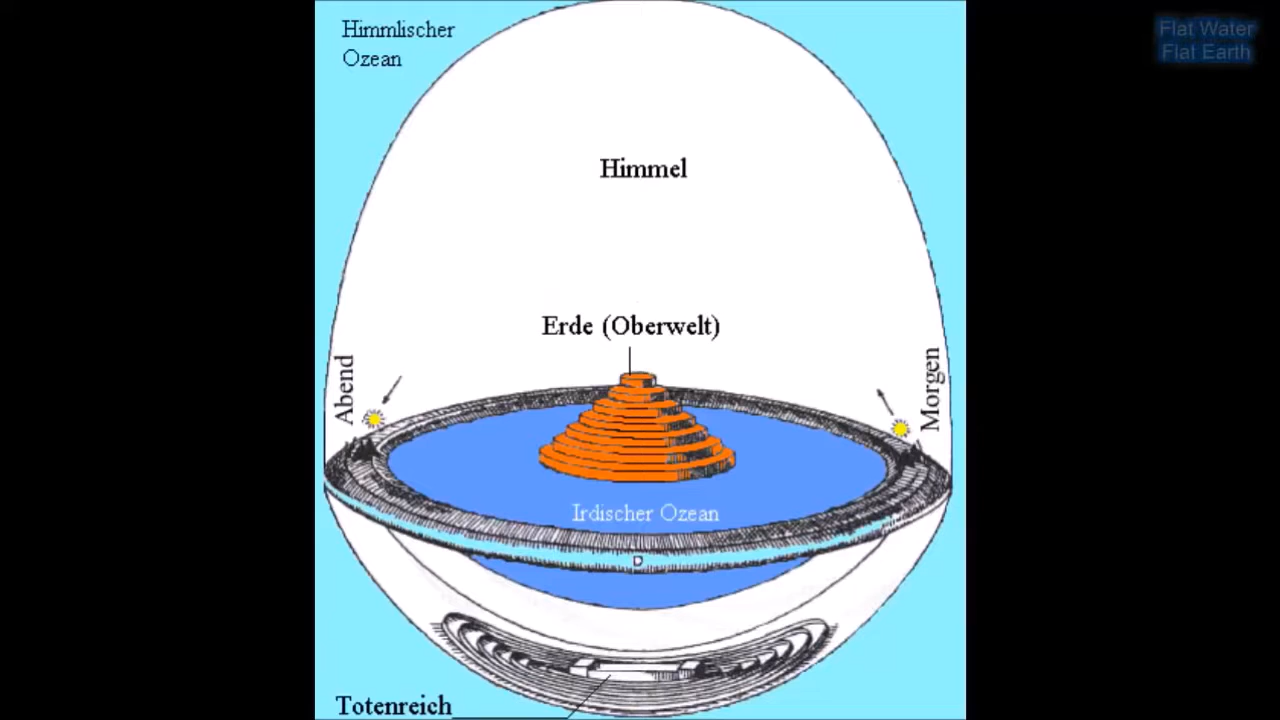 Himmlischer
Ozean
Flat Water
Flat Earth
Himmel
Erde (Oberwelt)
Abend
Morgen
Irdischer Ozean
D
Totenreich